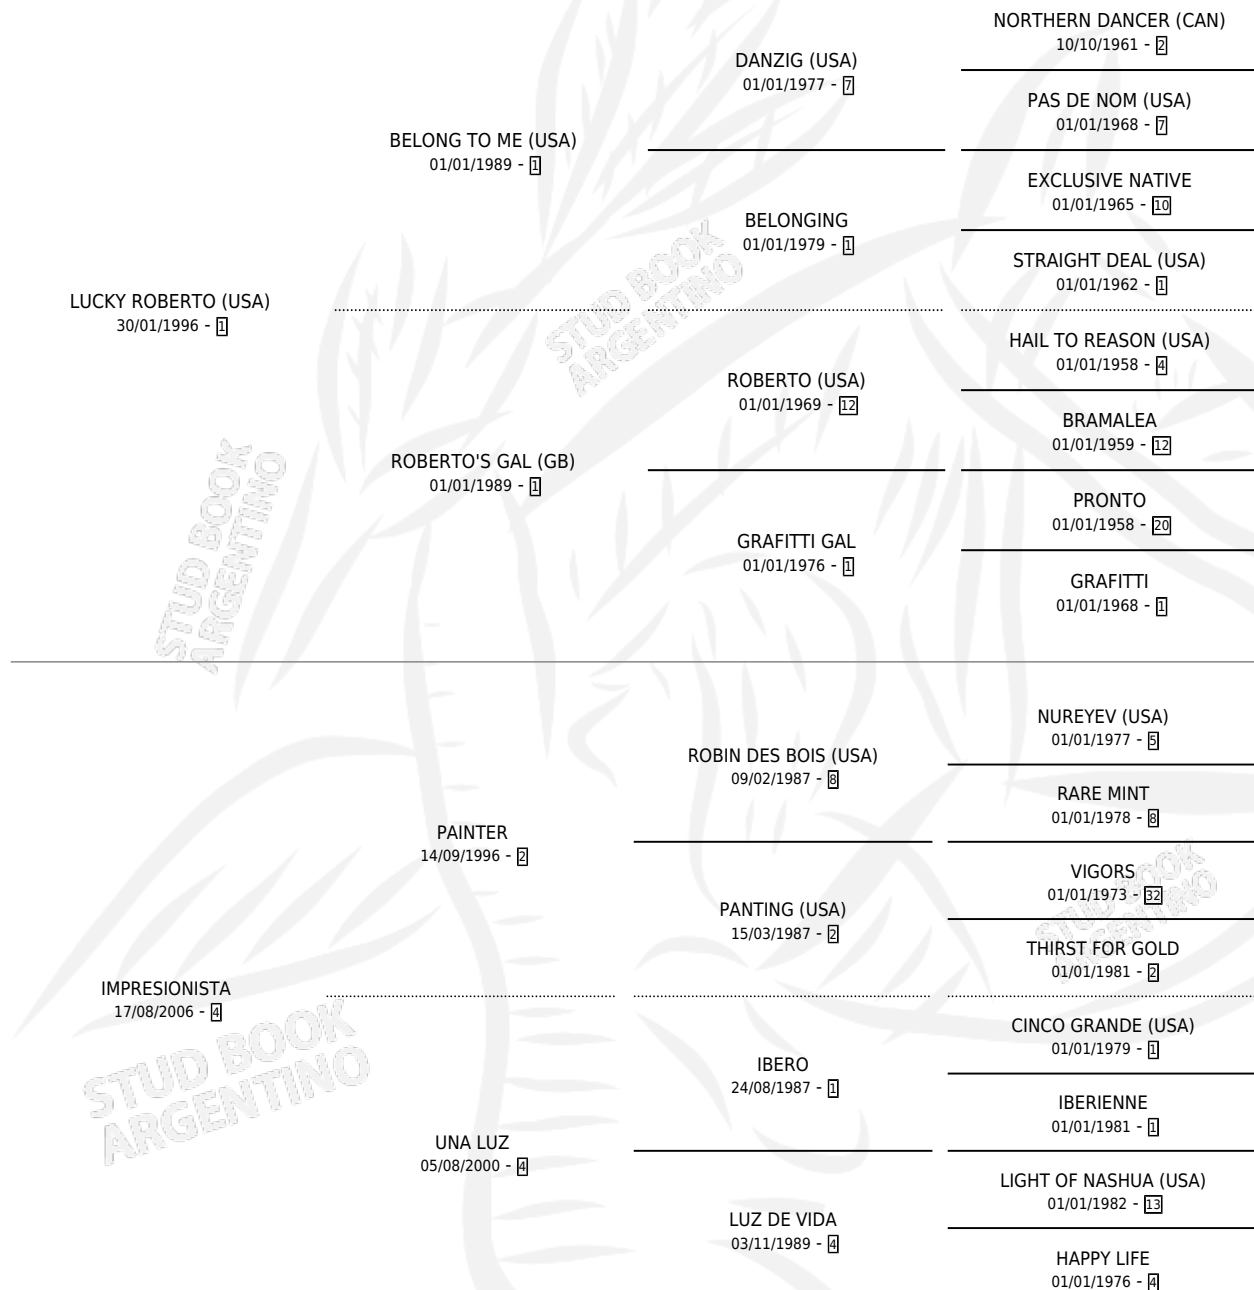 NORTHERN DANCER (CAN)
10/10/1961 - 2
DANZIG (USA)
01/01/1977 - 7
PAS DE NOM (USA)
01/01/1968 - 7
BELONG TO ME (USA)
01/01/1989 - 1
EXCLUSIVE NATIVE
01/01/1965 - 10
BELONGING
01/01/1979 - 1
STRAIGHT DEAL (USA)
01/01/1962 - 1
LUCKY ROBERTO (USA)
30/01/1996 - 1
HAIL TO REASON (USA)
01/01/1958 - 4
ROBERTO (USA)
01/01/1969 - 12
BRAMALEA
01/01/1959 - 12
ROBERTO'S GAL (GB)
01/01/1989 - 1
PRONTO
01/01/1958 - 20
GRAFITTI GAL
01/01/1976 - 1
GRAFITTI
01/01/1968 - 1
NUREYEV (USA)
01/01/1977 - 5
ROBIN DES BOIS (USA)
09/02/1987 - 8
RARE MINT
01/01/1978 - 8
PAINTER
14/09/1996 - 2
VIGORS
01/01/1973 - 32
PANTING (USA)
15/03/1987 - 2
THIRST FOR GOLD
01/01/1981 - 2
IMPRESIONISTA
17/08/2006 - 4
CINCO GRANDE (USA)
01/01/1979 - 1
IBERO
24/08/1987 - 1
IBERIENNE
01/01/1981 - 1
UNA LUZ
05/08/2000 - 4
LIGHT OF NASHUA (USA)
01/01/1982 - 13
LUZ DE VIDA
03/11/1989 - 4
HAPPY LIFE
01/01/1976 - 4
STUD BOOK
ARGENTINO
STUD BOOK
ARGENTINO
STUD BOOK
ARGENTINO
STUD BOOK
ARGENTINO